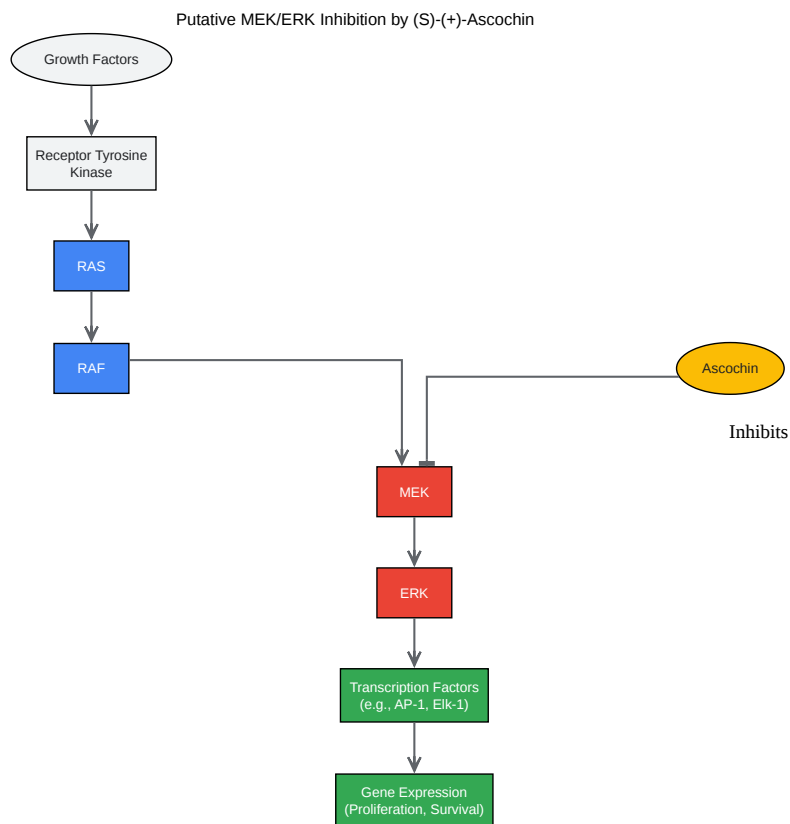 Putative MEK/ERK Inhibition by (S)-(+)-Ascochin
Growth Factors
Receptor Tyrosine
Kinase
RAS
RAF
Ascochin
Inhibits
MEK
ERK
Transcription Factors
(e.g., AP-1, Elk-1)
Gene Expression
(Proliferation, Survival)